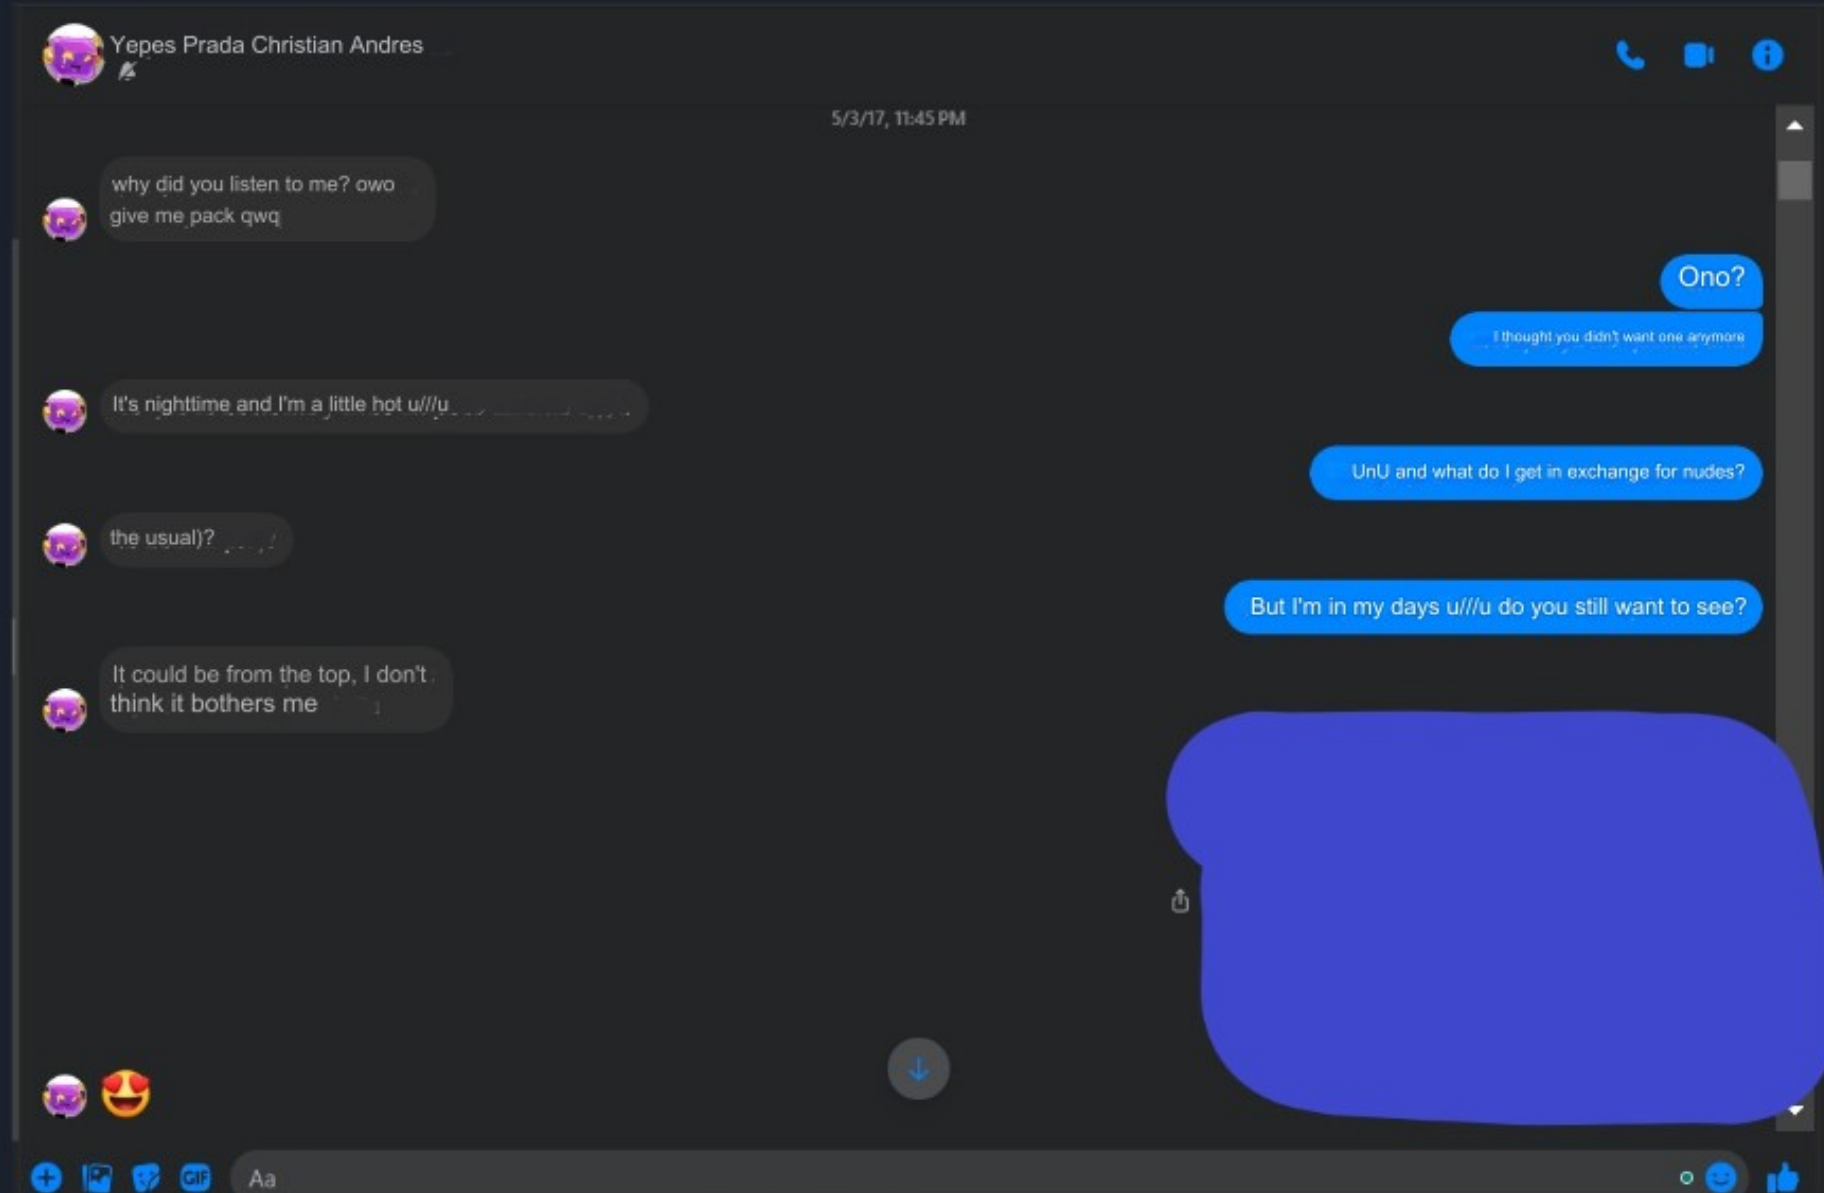 Yepes Prada Christian Andres
5/3/17, 11:45 PM
why did you listen to me? owo
give me pack qwq
Ono?
I thought you didn't want one anymore
It's nighttime and I'm a little hot u///u
UnU and what do I get in exchange for nudes?
the usual)?
But I'm in my days u///u do you still want to see?
It could be from the top, I don't
think it bothers me
GIF
Aa